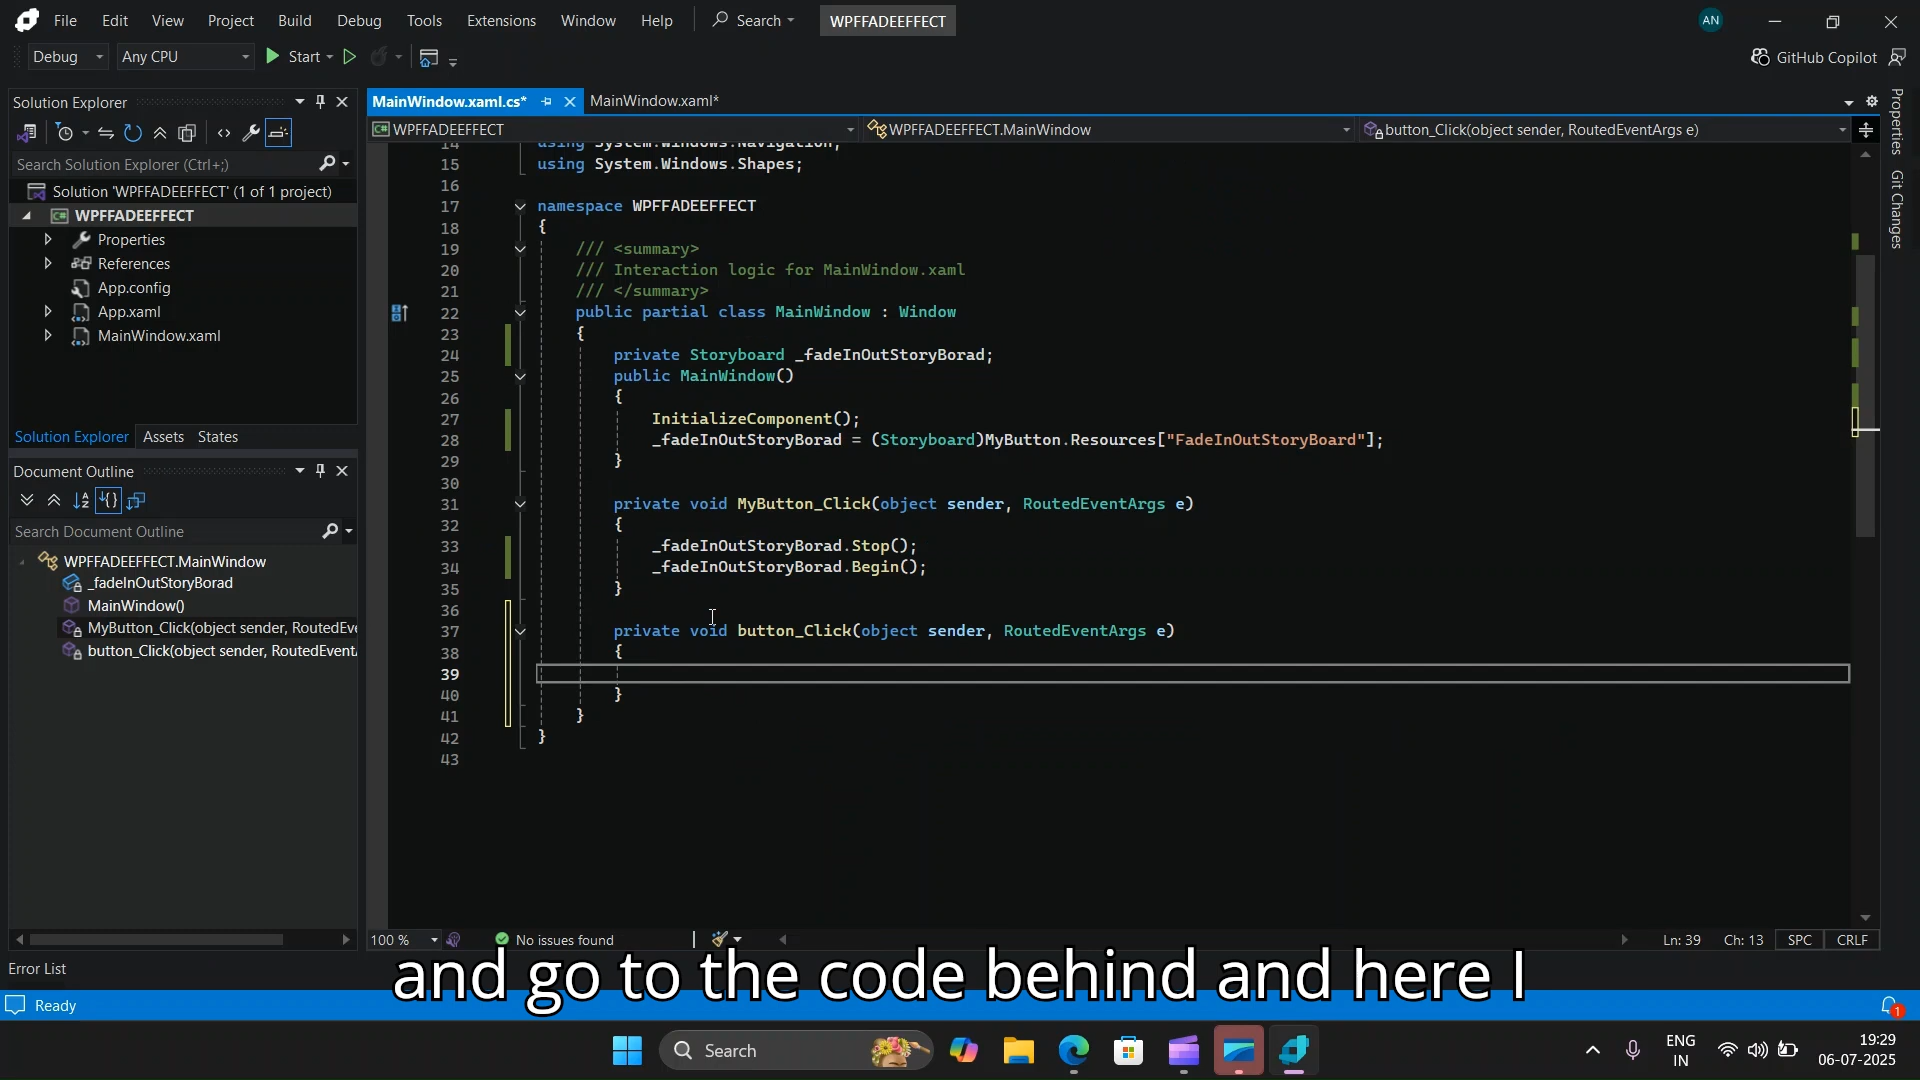 File Edit View Project Build Debug Tools Extensions Window Help Search WPFFADEEFFECT AN
Debug Any CPU Start GitHub Copilot
Solution Explorer
Search Solution Explorer (Ctrl+;)
Solution 'WPFFADEEFFECT' (1 of 1 project)
WPFFADEEFFECT
Properties
References
App.config
App.xaml
MainWindow.xaml
Solution Explorer Assets States
Document Outline
Search Document Outline
WPFFADEEFFECT.MainWindow
_fadeInOutStoryBorad
MainWindow()
MyButton_Click(object sender, RoutedEve
button_Click(object sender, RoutedEvent
MainWindow.xaml.cs* MainWindow.xaml*
WPFFADEEFFECT WPFFADEEFFECT.MainWindow button_Click(object sender, RoutedEventArgs e)
14 using System.Windows.Navigation;
15 using System.Windows.Shapes;
16
17 namespace WPFFADEEFFECT
18 {
19 /// <summary>
20 /// Interaction logic for MainWindow.xaml
21 /// </summary>
22 public partial class MainWindow : Window
23 {
24 private Storyboard _fadeInOutStoryBorad;
25 public MainWindow()
26 {
27 InitializeComponent();
28 _fadeInOutStoryBorad = (Storyboard)MyButton.Resources["FadeInOutStoryBoard"];
29 }
30
31 private void MyButton_Click(object sender, RoutedEventArgs e)
32 {
33 _fadeInOutStoryBorad.Stop();
34 _fadeInOutStoryBorad.Begin();
35 }
36
37 private void button_Click(object sender, RoutedEventArgs e)
38 {
39
40 }
41 }
42 }
43
100 % No issues found Ln: 39 Ch: 13 SPC CRLF
Properties
Git Changes
Error List
and go to the code behind and here I
Ready 1
Search
ENG
IN
19:29
06-07-2025